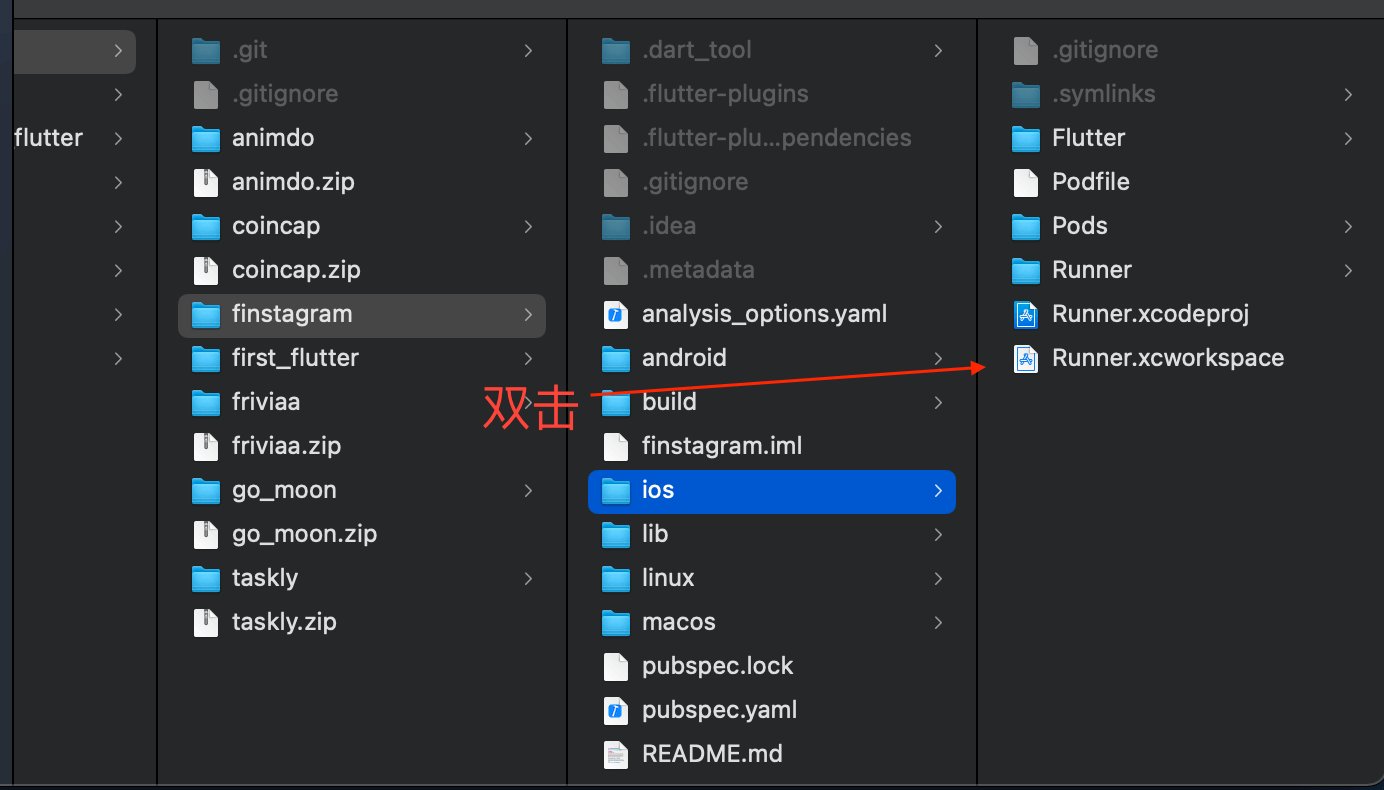 flutter
.git
.gitignore
animdo
animdo.zip
coincap
coincap.zip
finstagram
first_flutter
friviaa
friviaa.zip
go_moon
go_moon.zip
taskly
taskly.zip
双击
.dart_tool
.flutter-plugins
.flutter-plu...pendencies
.gitignore
.idea
.metadata
analysis_options.yaml
android
build
finstagram.iml
ios
lib
linux
macos
pubspec.lock
pubspec.yaml
README.md
.gitignore
.symlinks
Flutter
Podfile
Pods
Runner
Runner.xcodeproj
Runner.xcworkspace